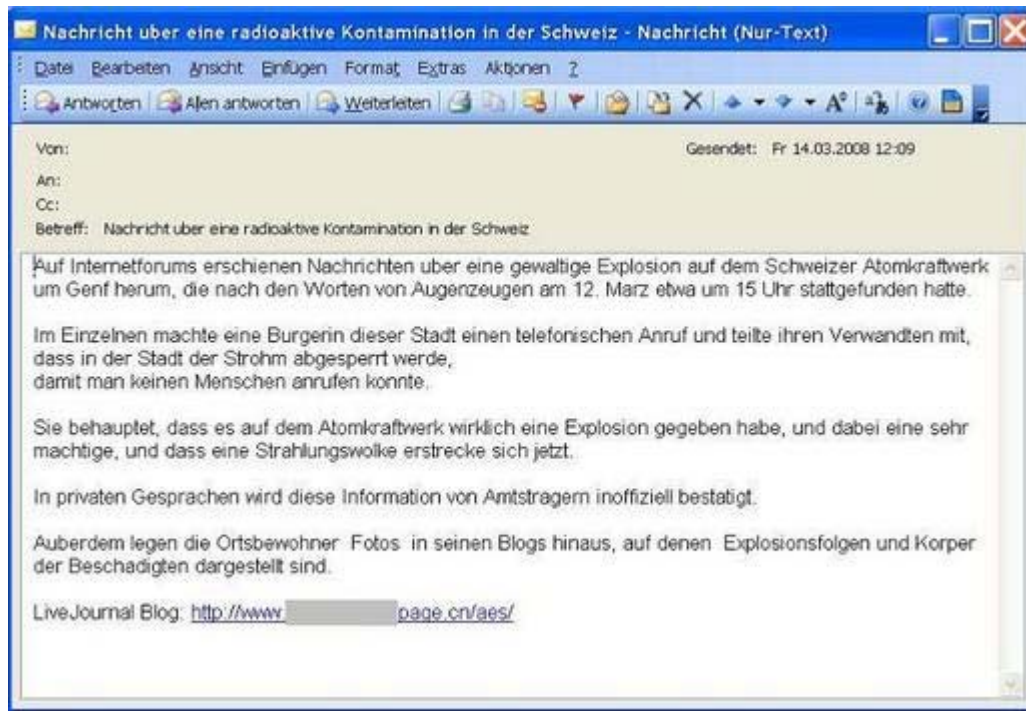 Nachricht uber eine radioaktive Kontamination in der Schweiz - Nachricht (Nur-Text)
Datei Bearbeiten Ansicht Einfügen Format Extras Aktionen ?
Antworten Allen antworten Weiterleiten
Von: Gesendet: Fr 14.03.2008 12:09
An:
Cc:
Betreff: Nachricht uber eine radioaktive Kontamination in der Schweiz
Auf Internetforums erschienen Nachrichten uber eine gewaltige Explosion auf dem Schweizer Atomkraftwerk
um Genf herum, die nach den Worten von Augenzeugen am 12. Marz etwa um 15 Uhr stattgefunden hatte.
Im Einzelnen machte eine Burgerin dieser Stadt einen telefonischen Anruf und teilte ihren Verwandten mit,
dass in der Stadt der Strohm abgesperrt werde,
damit man keinen Menschen anrufen konnte.
Sie behauptet, dass es auf dem Atomkraftwerk wirklich eine Explosion gegeben habe, und dabei eine sehr
machtige, und dass eine Strahlungswolke erstrecke sich jetzt.
In privaten Gesprachen wird diese Information von Amtstragern inoffiziell bestatigt.
Auberdem legen die Ortsbewohner Fotos in seinen Blogs hinaus, auf denen Explosionsfolgen und Korper
der Beschadigten dargestellt sind.
LiveJournal Blog: http://www. page.cn/aes/